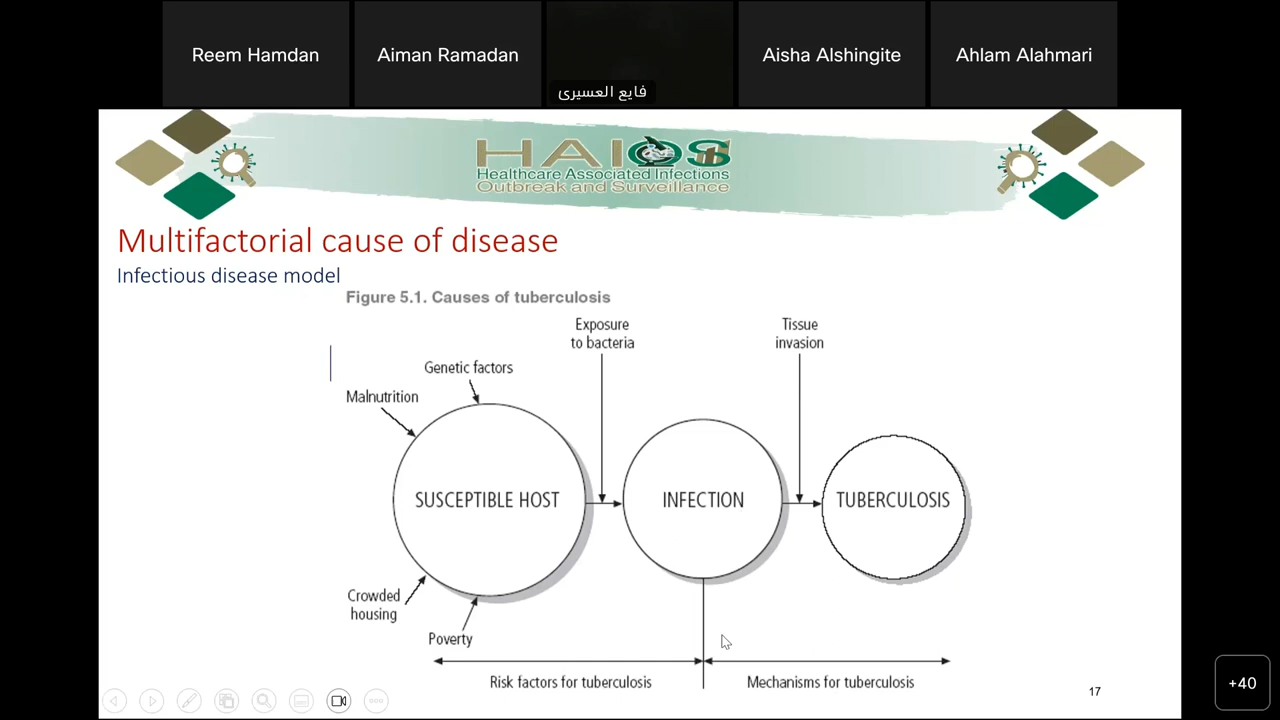 Reem Hamdan
Aiman Ramadan
فايع العسيري
Aisha Alshingite
Ahlam Alahmari
HAIOS
Healthcare Associated Infections
Outbreak and Surveillance
Multifactorial cause of disease
Infectious disease model
Figure 5.1. Causes of tuberculosis
Exposure
to bacteria
Tissue
invasion
Genetic factors
Malnutrition
SUSCEPTIBLE HOST
INFECTION
TUBERCULOSIS
Crowded
housing
Poverty
Risk factors for tuberculosis
Mechanisms for tuberculosis
17
+40